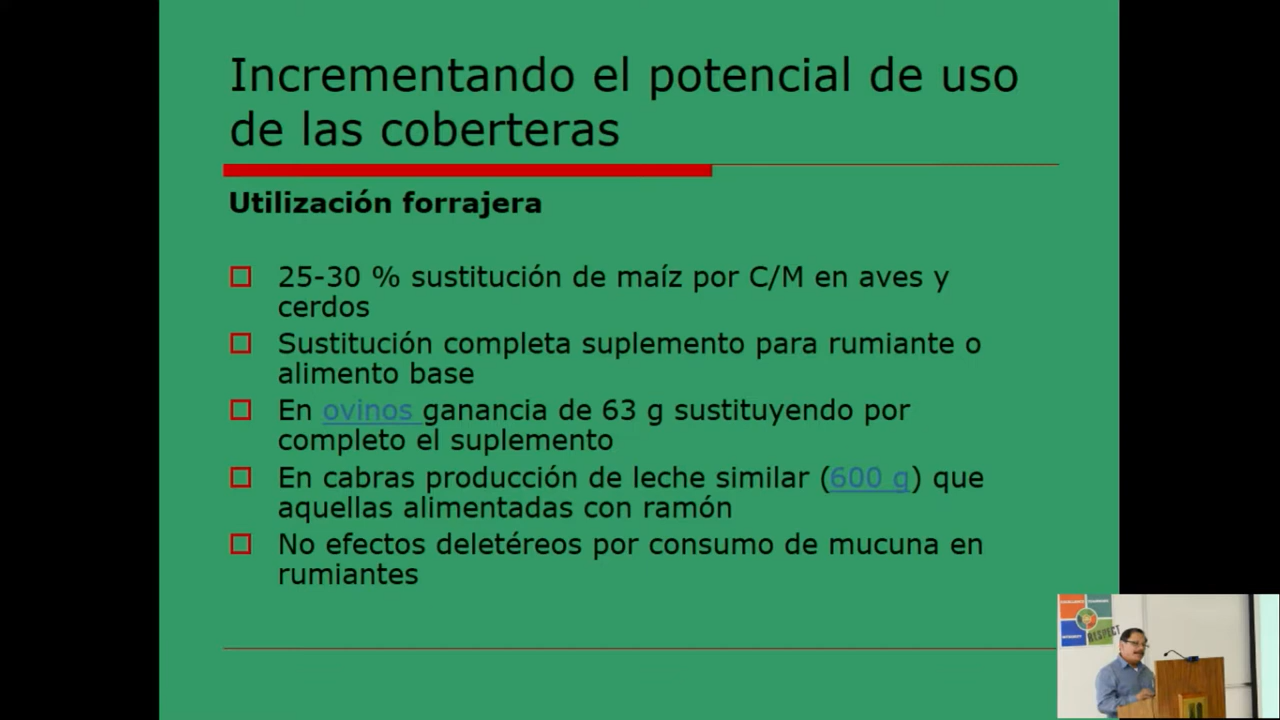 Incrementando el potencial de uso
de las coberteras
Utilización forrajera
25-30 % sustitución de maíz por C/M en aves y
cerdos
Sustitución completa suplemento para rumiante o
alimento base
En ovinos ganancia de 63 g sustituyendo por
completo el suplemento
En cabras producción de leche similar (600 g) que
aquellas alimentadas con ramón
No efectos deletéreos por consumo de mucuna en
rumiantes
RESPECT